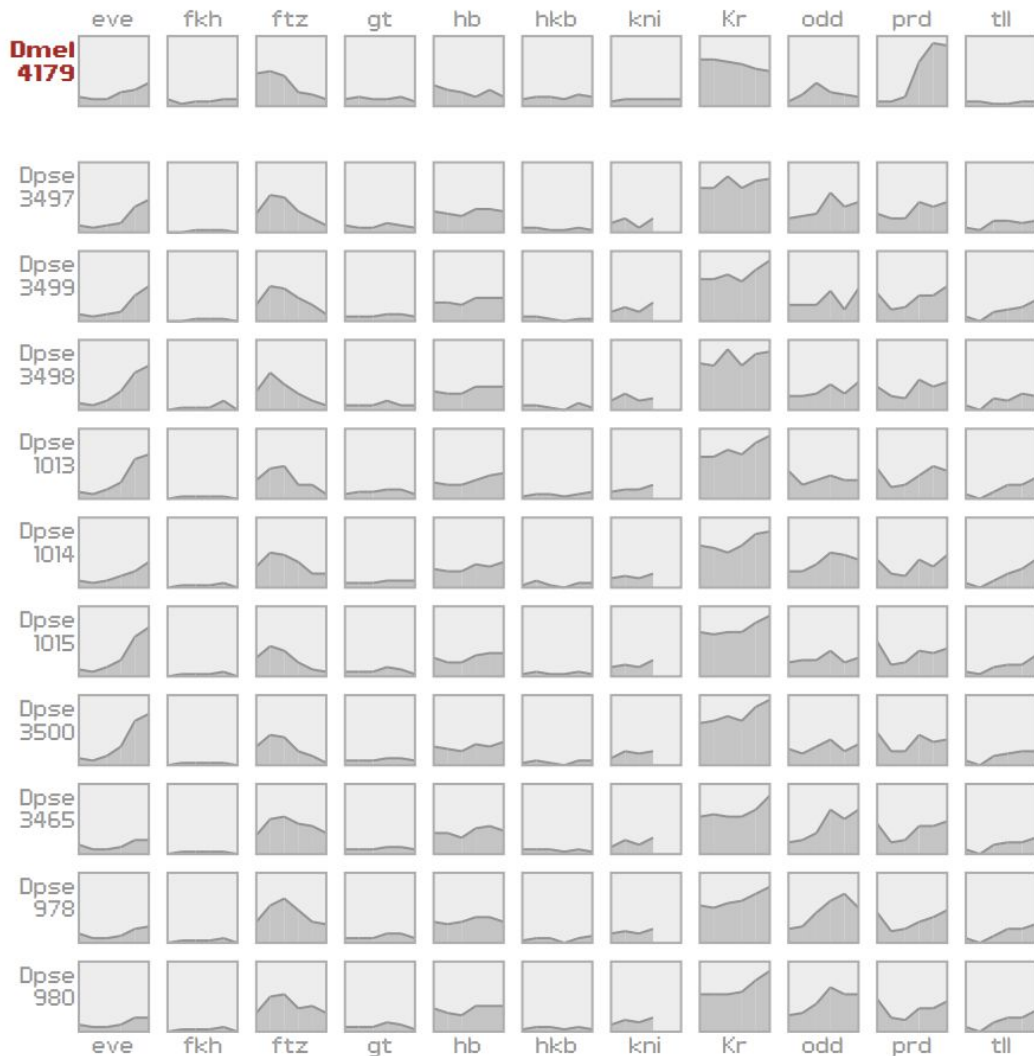 eve fkh ftz gt hb hkb kni Kr odd prd tll
Dmel
4179
Dpse
3497
Dpse
3499
Dpse
3498
Dpse
1013
Dpse
1014
Dpse
1015
Dpse
3500
Dpse
3465
Dpse
978
Dpse
980
eve fkh ftz gt hb hkb kni Kr odd prd tll